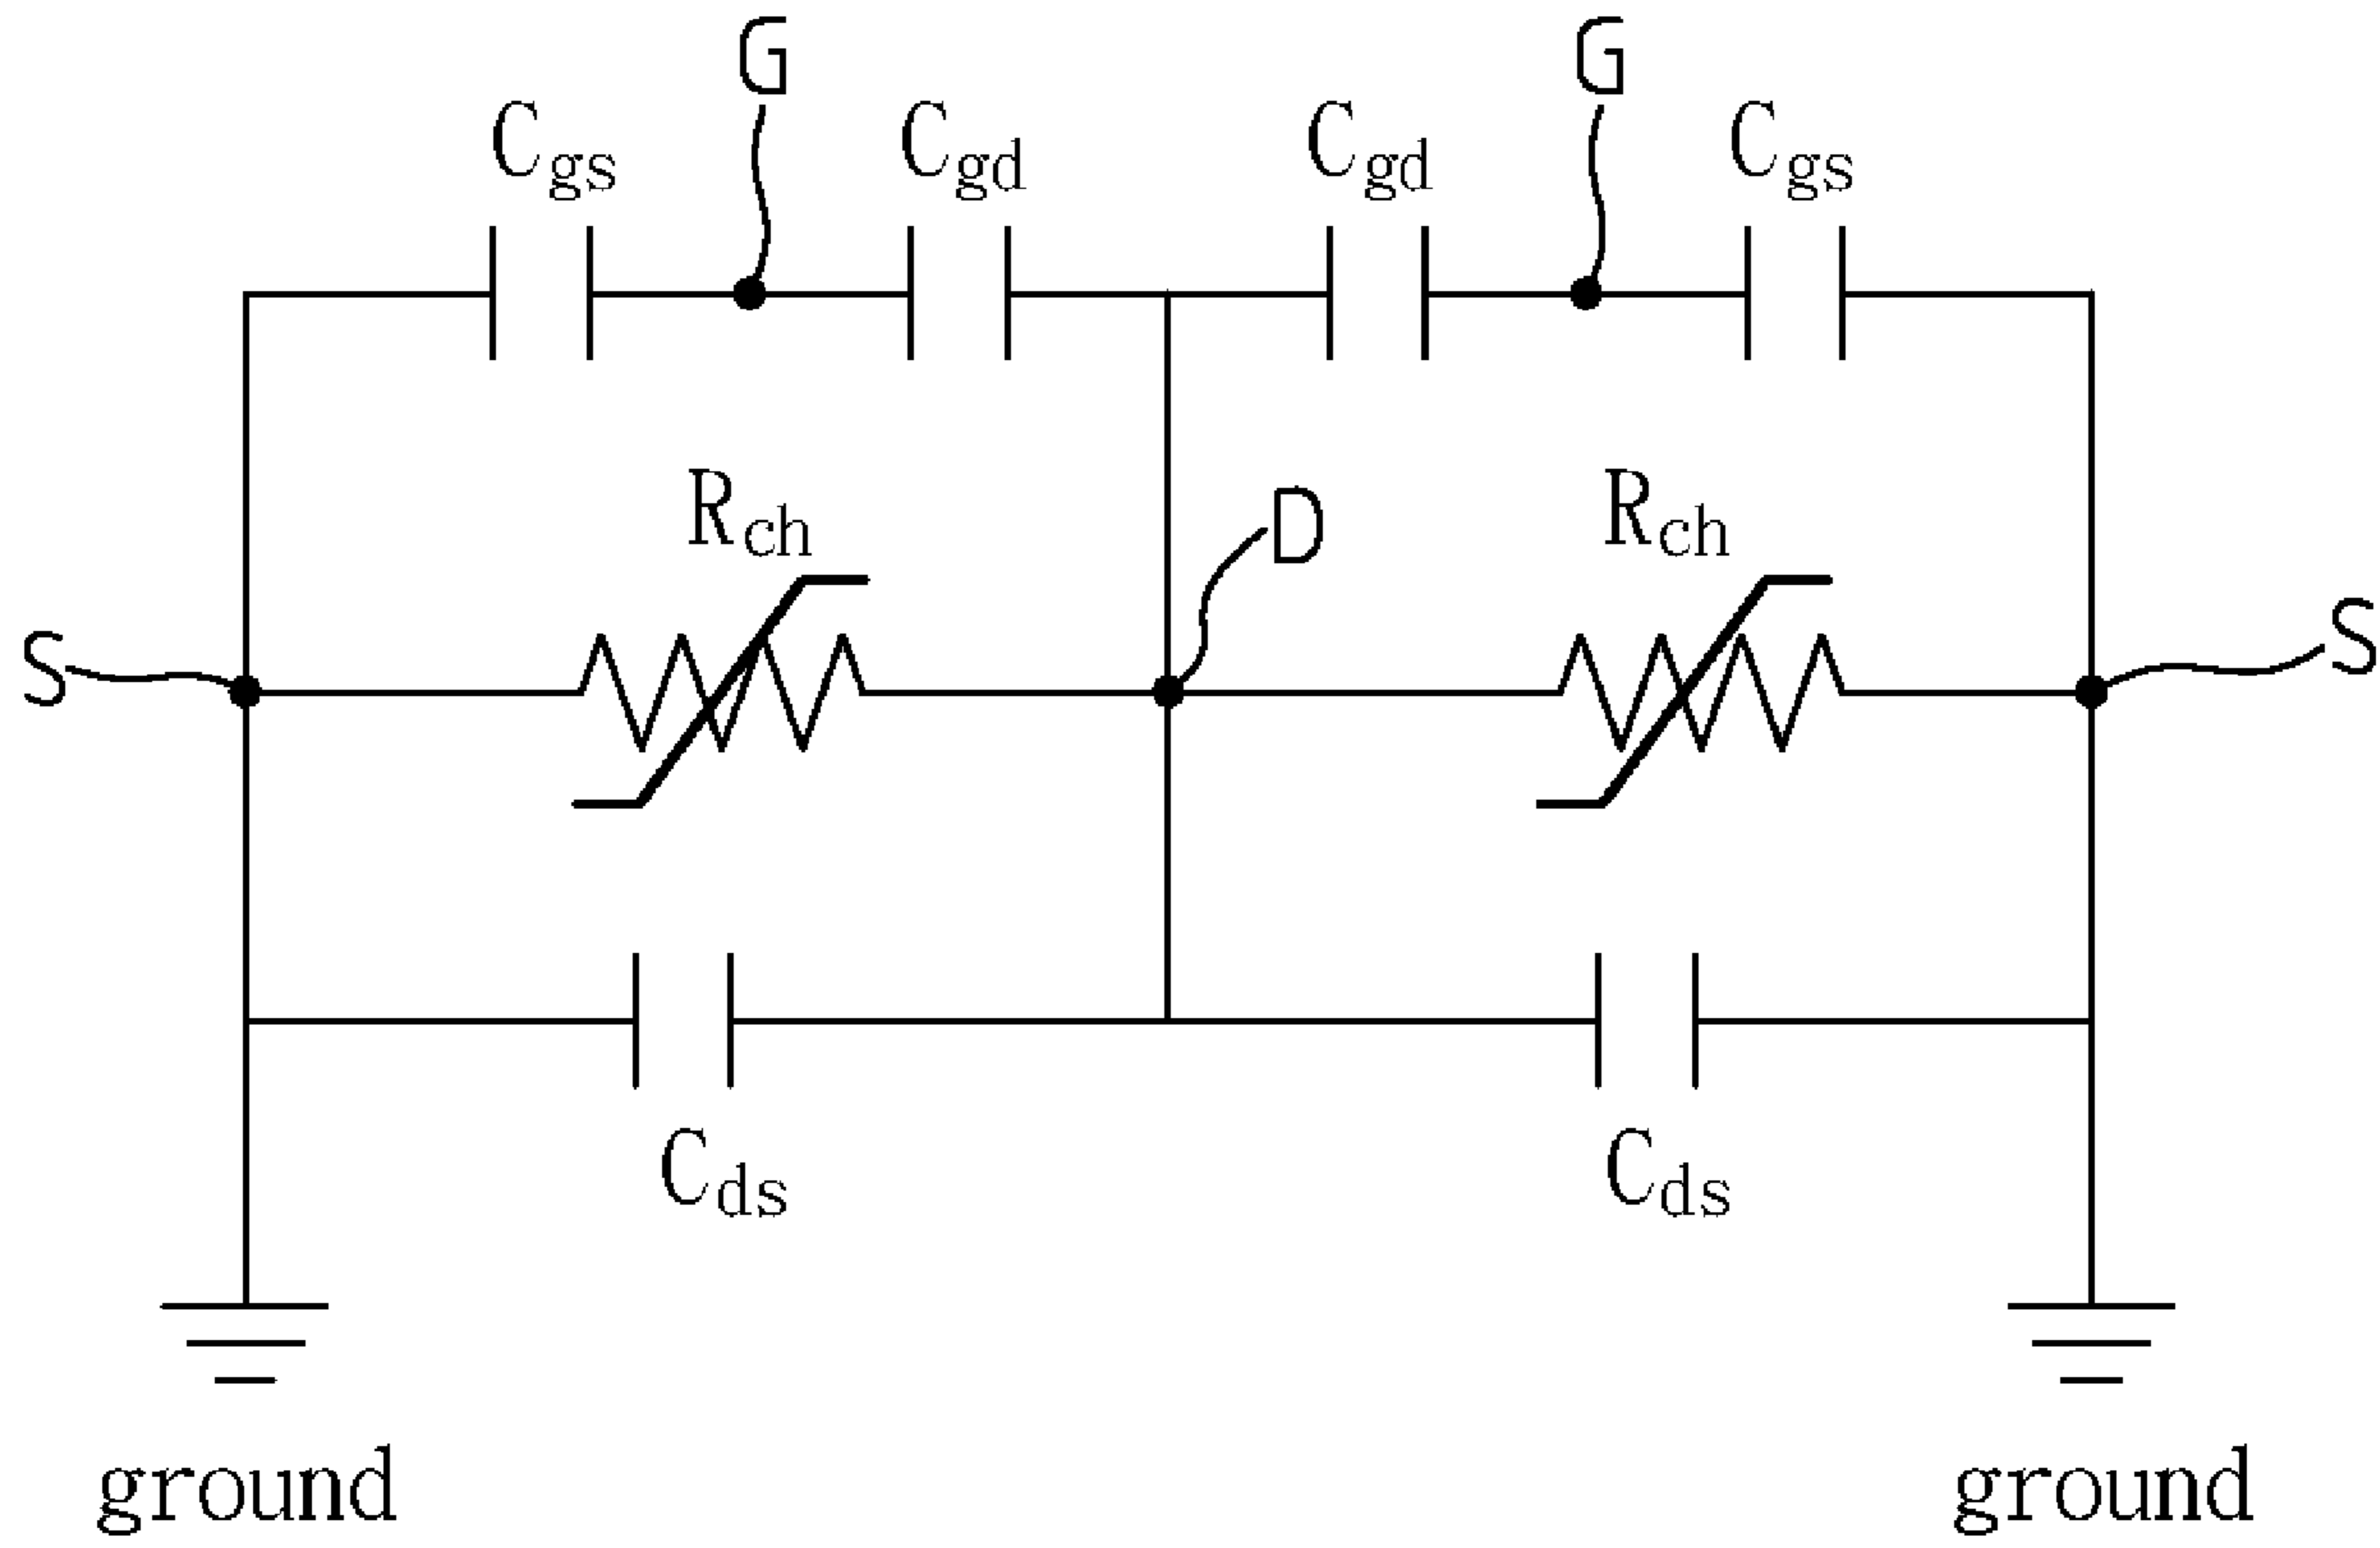 G G
Cgs Cgd Cgd Cgs
Rch D Rch
S S
Cds Cds
ground ground